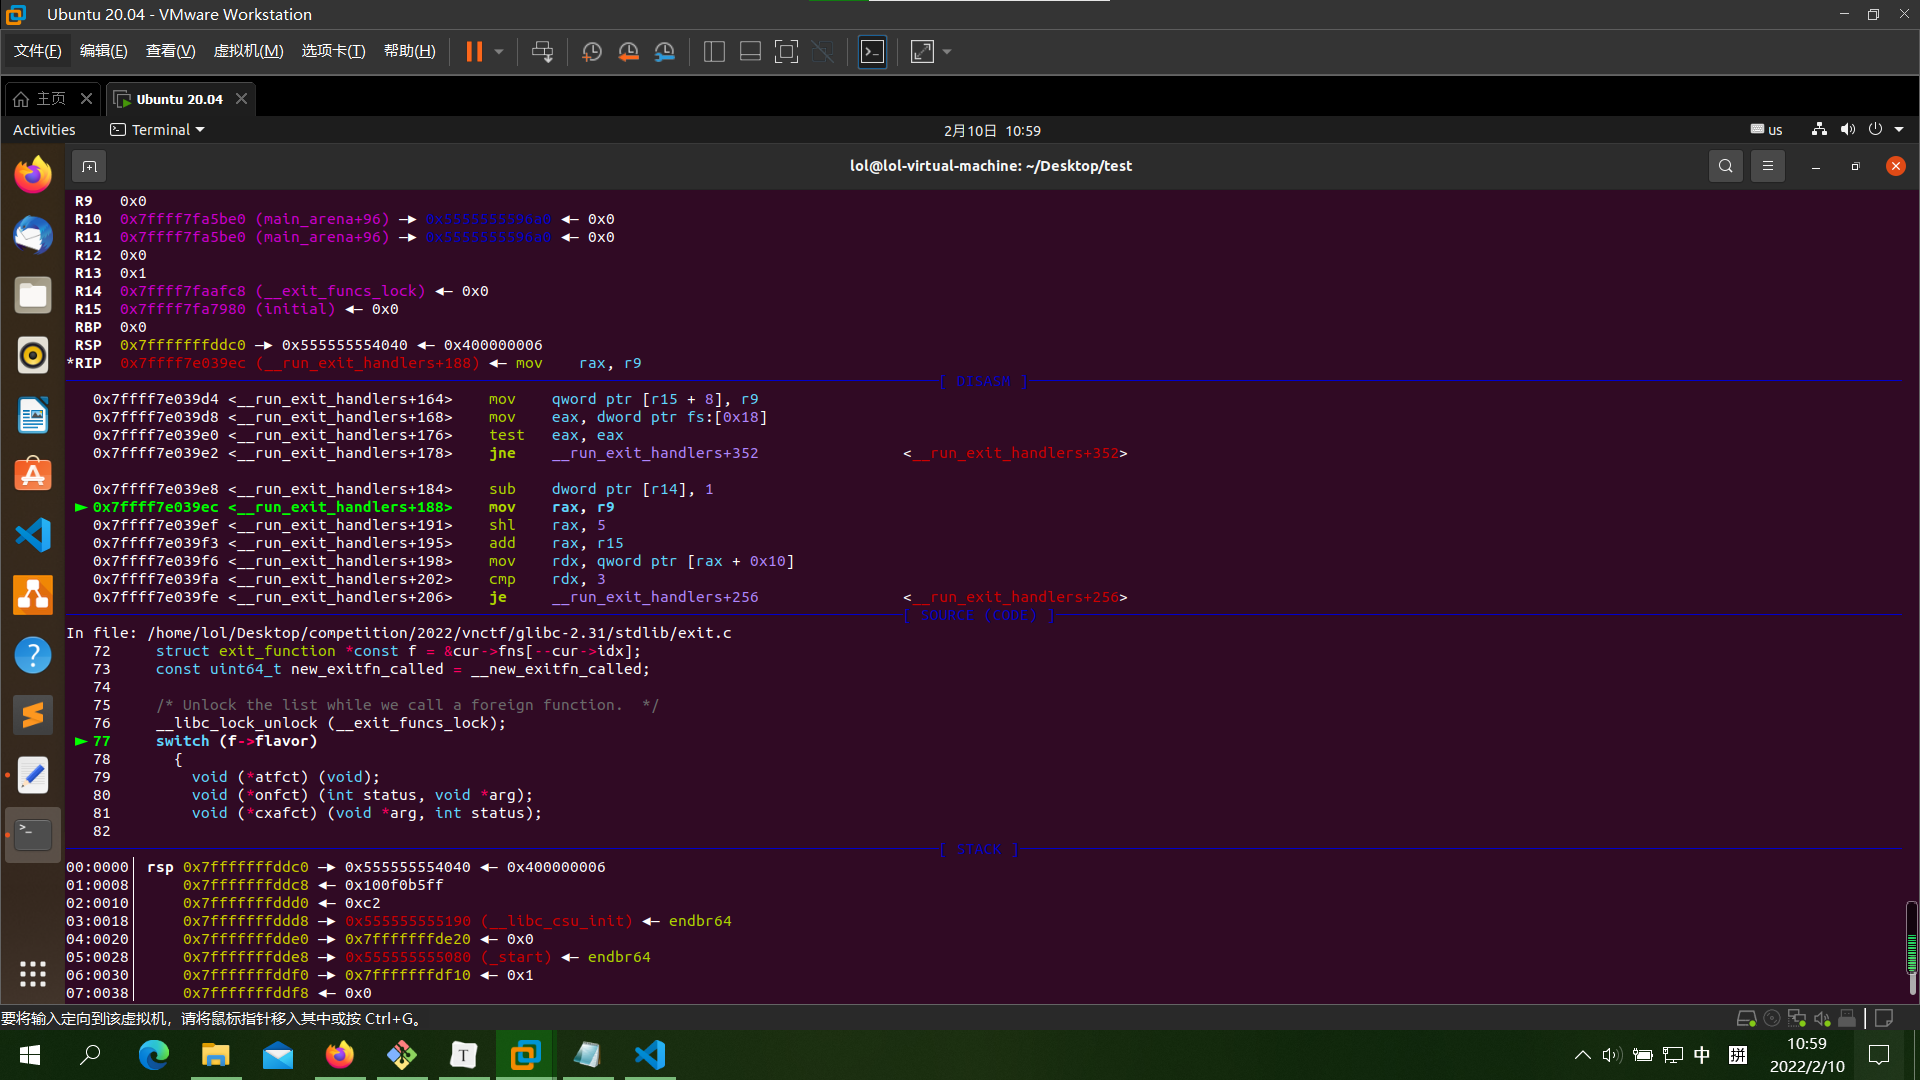 Ubuntu 20.04 - VMware Workstation
文件(F) 编辑(E) 查看(V) 虚拟机(M) 选项卡(T) 帮助(H)
主页 Ubuntu 20.04
Activities Terminal 2月10日 10:59 us
lol@lol-virtual-machine: ~/Desktop/test
R9 0x0
R10 0x7ffff7fa5be0 (main_arena+96) —▸ 0x5555555596a0 ◂— 0x0
R11 0x7ffff7fa5be0 (main_arena+96) —▸ 0x5555555596a0 ◂— 0x0
R12 0x0
R13 0x1
R14 0x7ffff7faafc8 (__exit_funcs_lock) ◂— 0x0
R15 0x7ffff7fa7980 (initial) ◂— 0x0
RBP 0x0
RSP 0x7fffffffddc0 —▸ 0x555555554040 ◂— 0x400000006
*RIP 0x7ffff7e039ec (__run_exit_handlers+188) ◂— mov rax, r9
[ DISASM ]
0x7ffff7e039d4 <__run_exit_handlers+164> mov qword ptr [r15 + 8], r9
0x7ffff7e039d8 <__run_exit_handlers+168> mov eax, dword ptr fs:[0x18]
0x7ffff7e039e0 <__run_exit_handlers+176> test eax, eax
0x7ffff7e039e2 <__run_exit_handlers+178> jne __run_exit_handlers+352 <__run_exit_handlers+352>
0x7ffff7e039e8 <__run_exit_handlers+184> sub dword ptr [r14], 1
► 0x7ffff7e039ec <__run_exit_handlers+188> mov rax, r9
0x7ffff7e039ef <__run_exit_handlers+191> shl rax, 5
0x7ffff7e039f3 <__run_exit_handlers+195> add rax, r15
0x7ffff7e039f6 <__run_exit_handlers+198> mov rdx, qword ptr [rax + 0x10]
0x7ffff7e039fa <__run_exit_handlers+202> cmp rdx, 3
0x7ffff7e039fe <__run_exit_handlers+206> je __run_exit_handlers+256 <__run_exit_handlers+256>
[ SOURCE (CODE) ]
In file: /home/lol/Desktop/competition/2022/vnctf/glibc-2.31/stdlib/exit.c
72 struct exit_function *const f = &cur->fns[--cur->idx];
73 const uint64_t new_exitfn_called = __new_exitfn_called;
74
75 /* Unlock the list while we call a foreign function. */
76 __libc_lock_unlock (__exit_funcs_lock);
► 77 switch (f->flavor)
78 {
79 void (*atfct) (void);
80 void (*onfct) (int status, void *arg);
81 void (*cxafct) (void *arg, int status);
82
[ STACK ]
00:0000│ rsp 0x7fffffffddc0 —▸ 0x555555554040 ◂— 0x400000006
01:0008│ 0x7fffffffddc8 ◂— 0x100f0b5ff
02:0010│ 0x7fffffffddd0 ◂— 0xc2
03:0018│ 0x7fffffffddd8 —▸ 0x555555555190 (__libc_csu_init) ◂— endbr64
04:0020│ 0x7fffffffdde0 —▸ 0x7fffffffde20 ◂— 0x0
05:0028│ 0x7fffffffdde8 —▸ 0x555555555080 (_start) ◂— endbr64
06:0030│ 0x7fffffffddf0 —▸ 0x7fffffffdf10 ◂— 0x1
07:0038│ 0x7fffffffddf8 ◂— 0x0
要将输入定向到该虚拟机，请将鼠标指针移入其中或按 Ctrl+G。
中 拼 10:59
2022/2/10